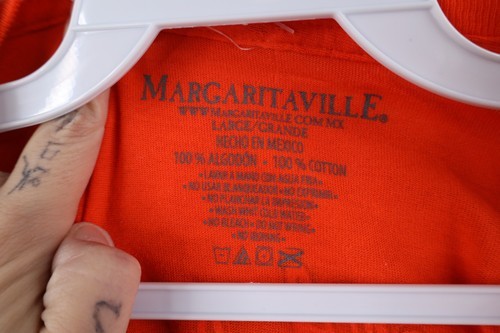 MARGARITAVILLE®
WWW.MARGARITAVILLE.COM.MX
LARGE/GRANDE
HECHO EN MEXICO
100 % ALGODÓN • 100 % COTTON
•LAVAR A MANO CON AGUA FRIA•
•NO USAR BLANQUEADOR •NO EXPRIMIR•
•NO PLANCHAR LA IMPRESIÓN•
•WASH WITH COLD WATER•
•NO BLEACH •DO NOT WRING•
•NO IRONING•